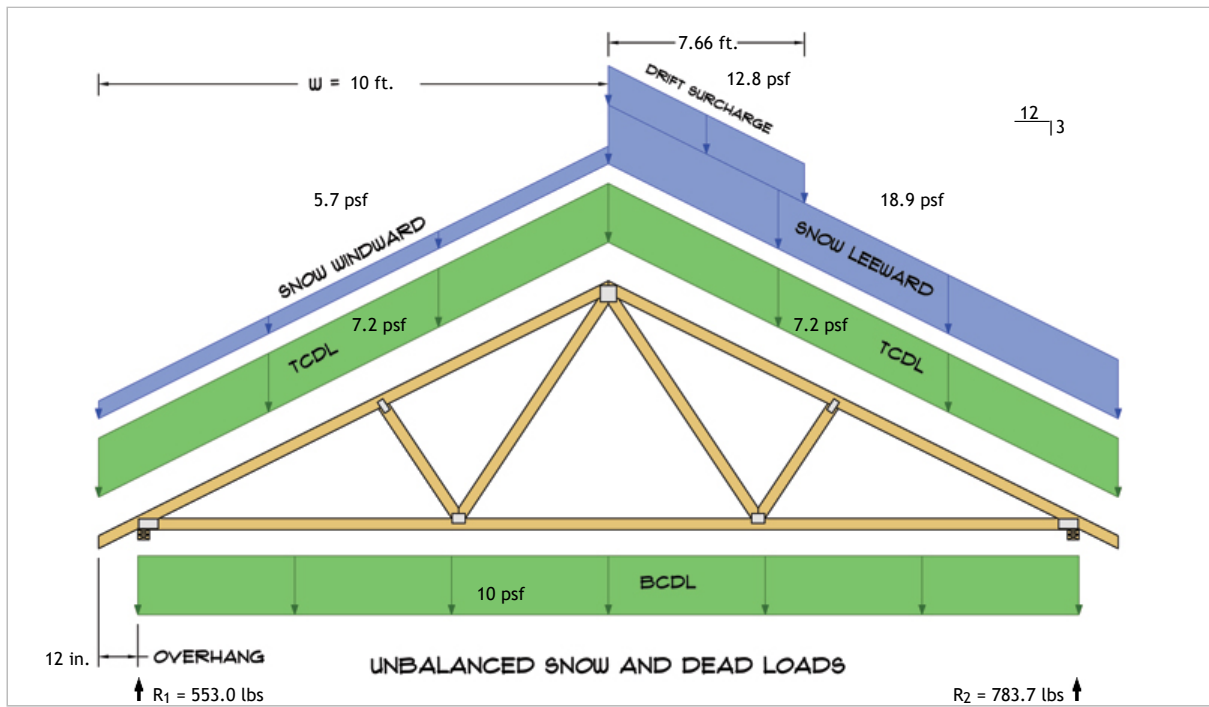 7.66 ft.
W = 10 ft.
DRIFT SURCHARGE
12.8 psf
12
3
5.7 psf
18.9 psf
SNOW WINDWARD
SNOW LEEWARD
7.2 psf
7.2 psf
TCDL
TCDL
10 psf
BCDL
12 in.
OVERHANG
UNBALANCED SNOW AND DEAD LOADS
R₁ = 553.0 lbs
R₂ = 783.7 lbs